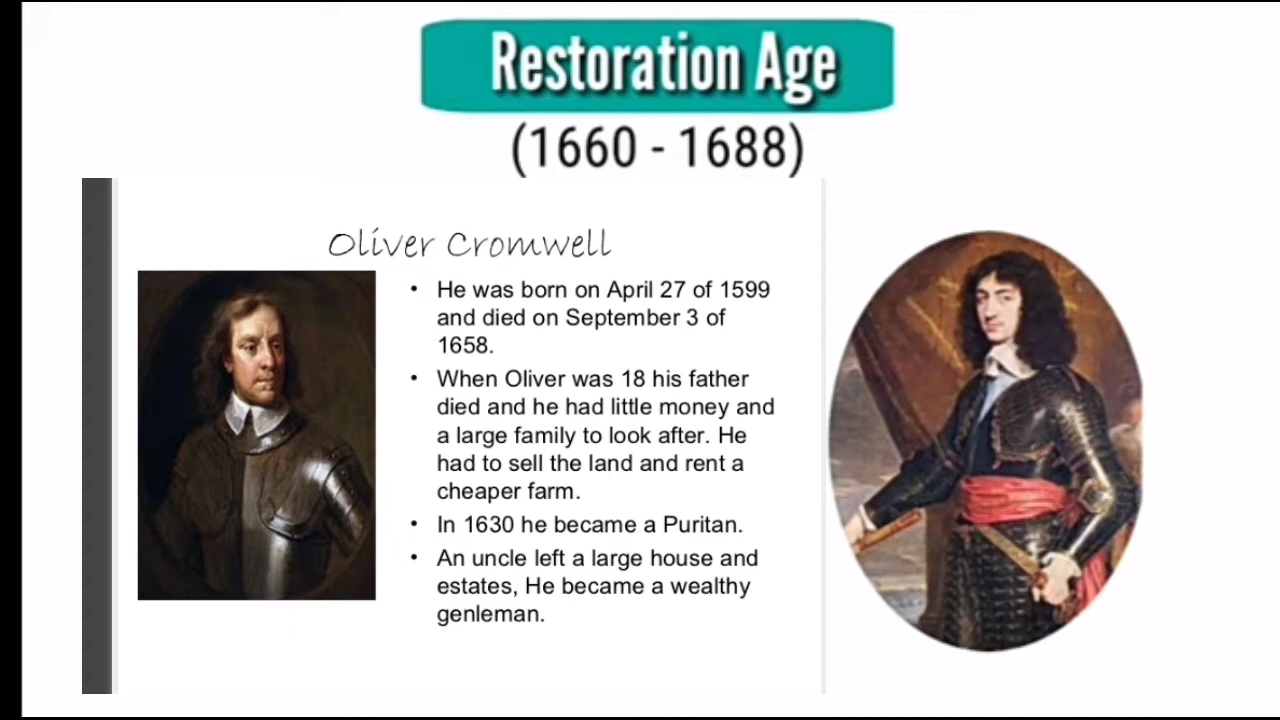 Restoration Age
(1660 - 1688)
Oliver Cromwell
• He was born on April 27 of 1599
and died on September 3 of
1658.
• When Oliver was 18 his father
died and he had little money and
a large family to look after. He
had to sell the land and rent a
cheaper farm.
• In 1630 he became a Puritan.
• An uncle left a large house and
estates, He became a wealthy
genleman.